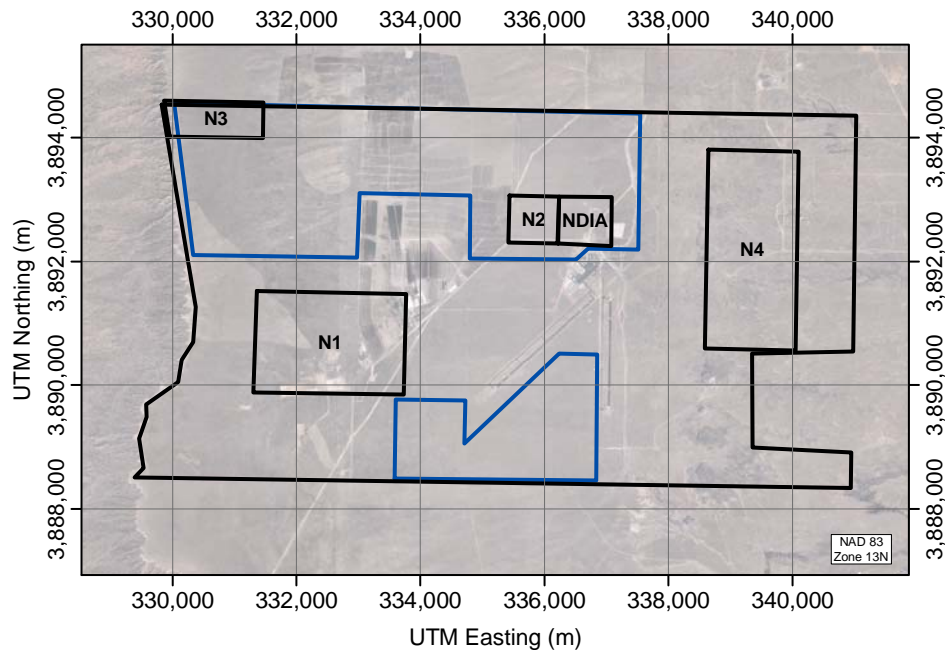 330,000 332,000 334,000 336,000 338,000 340,000
3,894,000
3,892,000
3,890,000
3,888,000
UTM Northing (m)
N3
N2
NDIA
N4
N1
3,894,000
3,892,000
3,890,000
3,888,000
NAD 83
Zone 13N
330,000 332,000 334,000 336,000 338,000 340,000
UTM Easting (m)